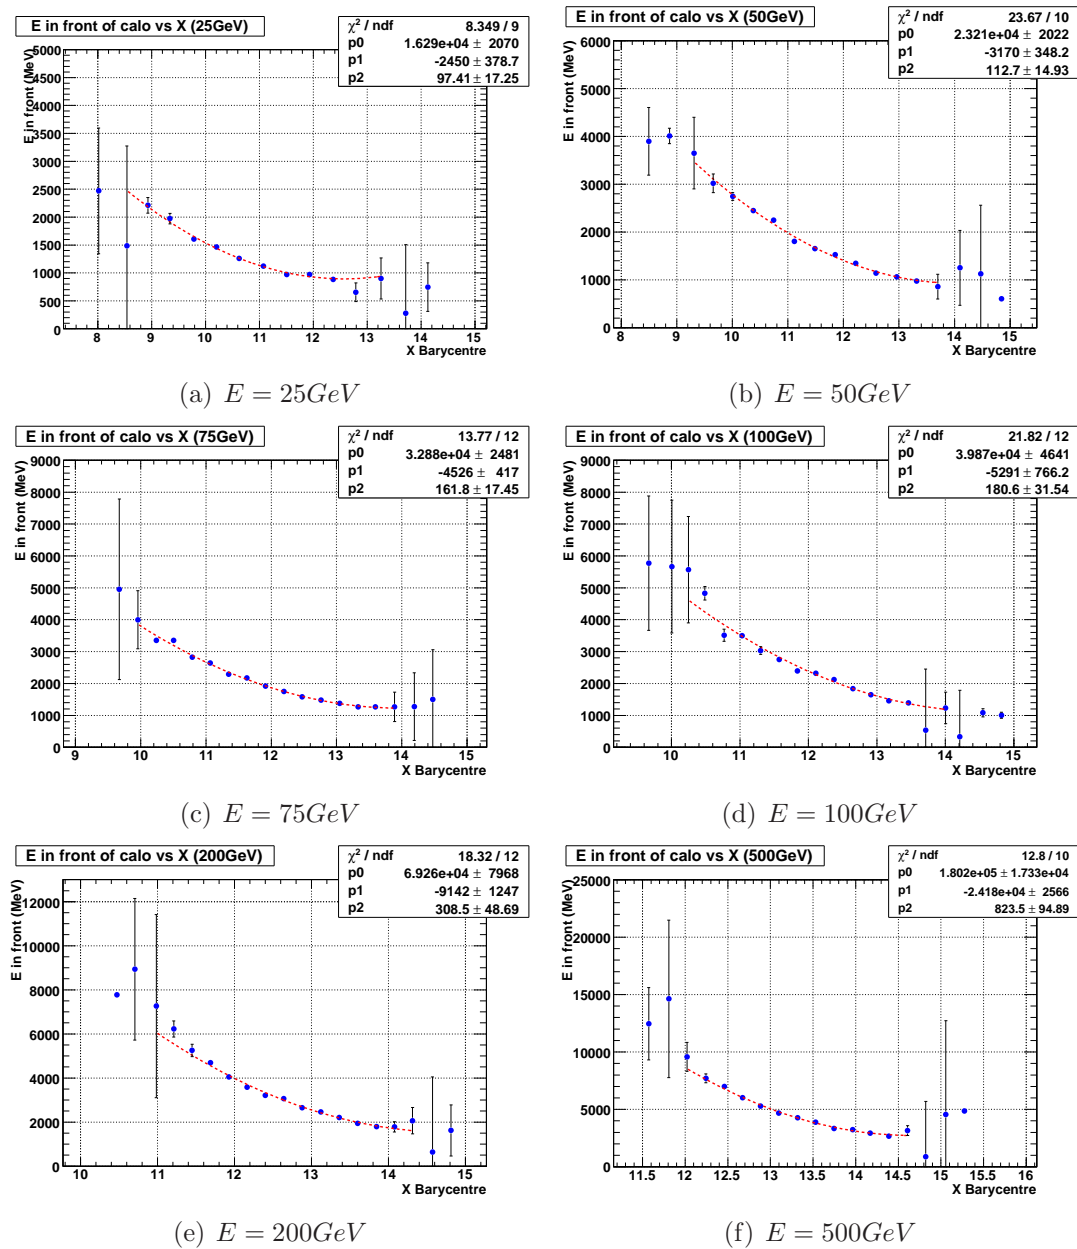 E in front of calo vs X (25GeV)
χ² / ndf 8.349 / 9
p0 1.629e+04 ± 2070
p1 -2450 ± 378.7
p2 97.41 ± 17.25
E in front (MeV)
5000
4500
4000
3500
3000
2500
2000
1500
1000
500
0
8 9 10 11 12 13 14 15
X Barycentre
(a) E = 25GeV
E in front of calo vs X (50GeV)
χ² / ndf 23.67 / 10
p0 2.321e+04 ± 2022
p1 -3170 ± 348.2
p2 112.7 ± 14.93
E in front (MeV)
6000
5000
4000
3000
2000
1000
0
8 9 10 11 12 13 14 15
X Barycentre
(b) E = 50GeV
E in front of calo vs X (75GeV)
χ² / ndf 13.77 / 12
p0 3.288e+04 ± 2481
p1 -4526 ± 417
p2 161.8 ± 17.45
E in front (MeV)
9000
8000
7000
6000
5000
4000
3000
2000
1000
0
9 10 11 12 13 14 15
X Barycentre
(c) E = 75GeV
E in front of calo vs X (100GeV)
χ² / ndf 21.82 / 12
p0 3.987e+04 ± 4641
p1 -5291 ± 766.2
p2 180.6 ± 31.54
E in front (MeV)
9000
8000
7000
6000
5000
4000
3000
2000
1000
0
10 11 12 13 14 15
X Barycentre
(d) E = 100GeV
E in front of calo vs X (200GeV)
χ² / ndf 18.32 / 12
p0 6.926e+04 ± 7968
p1 -9142 ± 1247
p2 308.5 ± 48.69
E in front (MeV)
12000
10000
8000
6000
4000
2000
0
10 11 12 13 14 15
X Barycentre
(e) E = 200GeV
E in front of calo vs X (500GeV)
χ² / ndf 12.8 / 10
p0 1.802e+05 ± 1.733e+04
p1 -2.418e+04 ± 2566
p2 823.5 ± 94.89
E in front (MeV)
25000
20000
15000
10000
5000
0
11.5 12 12.5 13 13.5 14 14.5 15 15.5 16
X Barycentre
(f) E = 500GeV